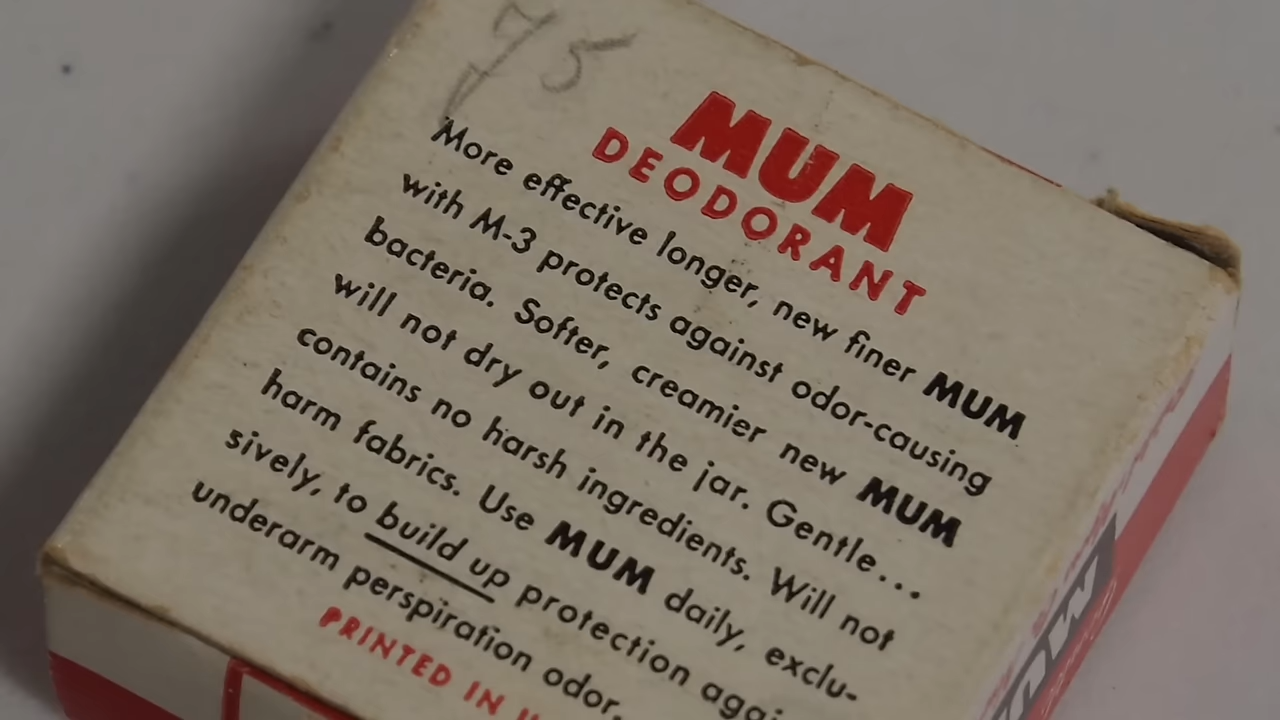 75
MUM
DEODORANT
More effective longer, new finer MUM
with M-3 protects against odor-causing
bacteria. Softer, creamier new MUM
will not dry out in the jar. Gentle...
contains no harsh ingredients. Will not
harm fabrics. Use MUM daily, exclu-
sively, to build up protection agai
underarm perspiration odor.
PRINTED IN